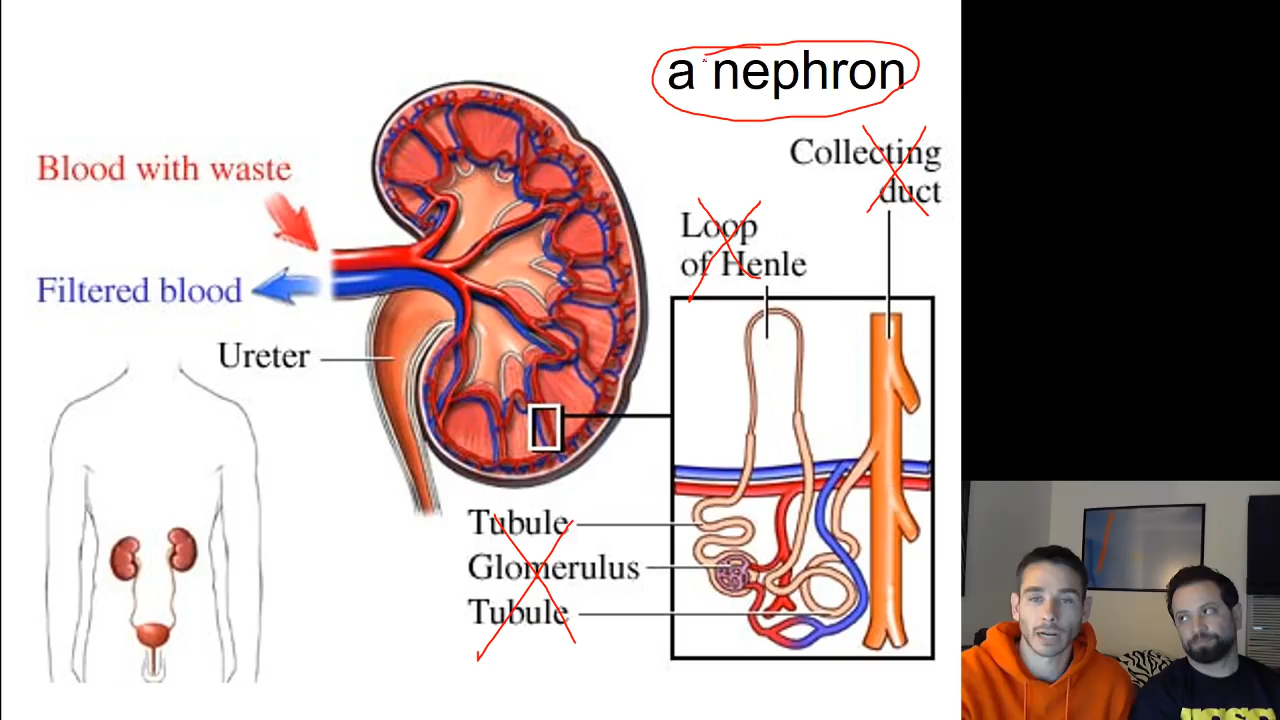 a nephron
Collecting
duct
Blood with waste
Loop
of Henle
Filtered blood
Ureter
Tubule
Glomerulus
Tubule